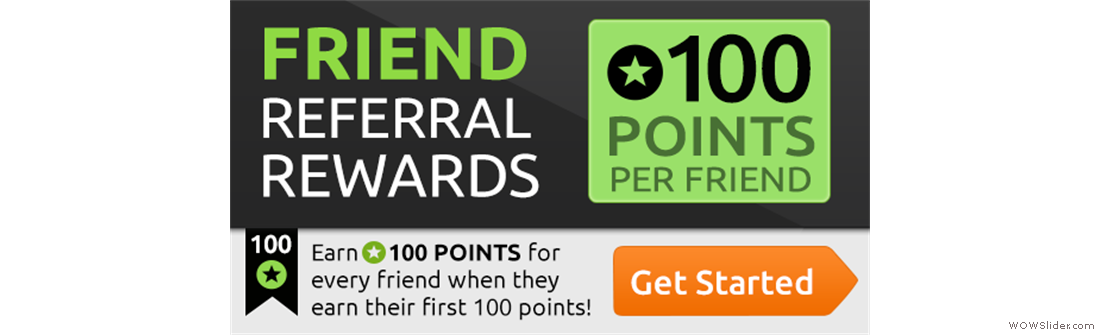 FRIEND
REFERRAL
REWARDS
100
POINTS
PER FRIEND
100
Earn 100 POINTS for
every friend when they
earn their first 100 points!
Get Started
WOWSlider.com